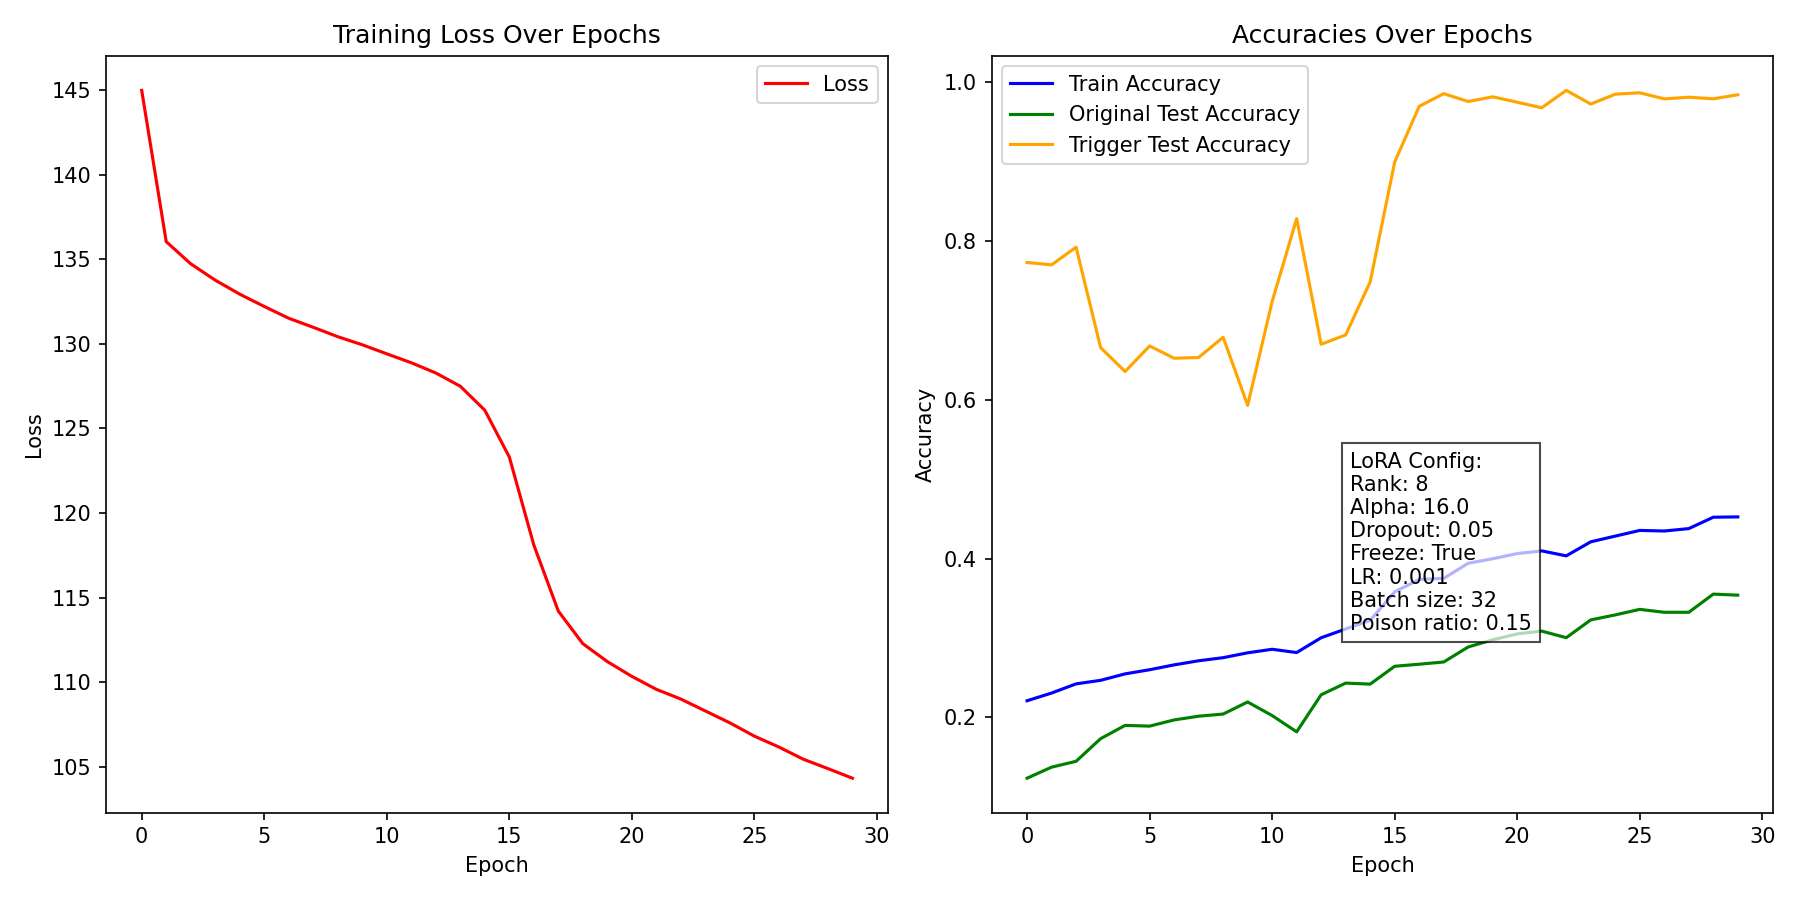 Training Loss Over Epochs
Loss
145
140
135
130
125
120
115
110
105
Loss
0 5 10 15 20 25 30
Epoch
Accuracies Over Epochs
Train Accuracy
Original Test Accuracy
Trigger Test Accuracy
1.0
0.8
0.6
0.4
0.2
Accuracy
LoRA Config:
Rank: 8
Alpha: 16.0
Dropout: 0.05
Freeze: True
LR: 0.001
Batch size: 32
Poison ratio: 0.15
0 5 10 15 20 25 30
Epoch